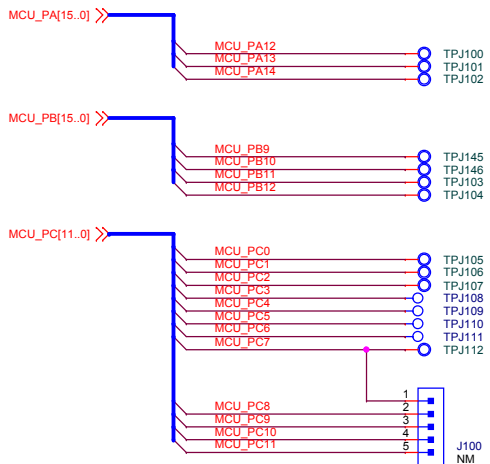 MCU_PA[15..0]
MCU_PA12 TPJ100
MCU_PA13 TPJ101
MCU_PA14 TPJ102
MCU_PB[15..0]
MCU_PB9 TPJ145
MCU_PB10 TPJ146
MCU_PB11 TPJ103
MCU_PB12 TPJ104
MCU_PC[11..0]
MCU_PC0 TPJ105
MCU_PC1 TPJ106
MCU_PC2 TPJ107
MCU_PC3 TPJ108
MCU_PC4 TPJ109
MCU_PC5 TPJ110
MCU_PC6 TPJ111
MCU_PC7 TPJ112
1
MCU_PC8 2
MCU_PC9 3
MCU_PC10 4
MCU_PC11 5 J100
NM